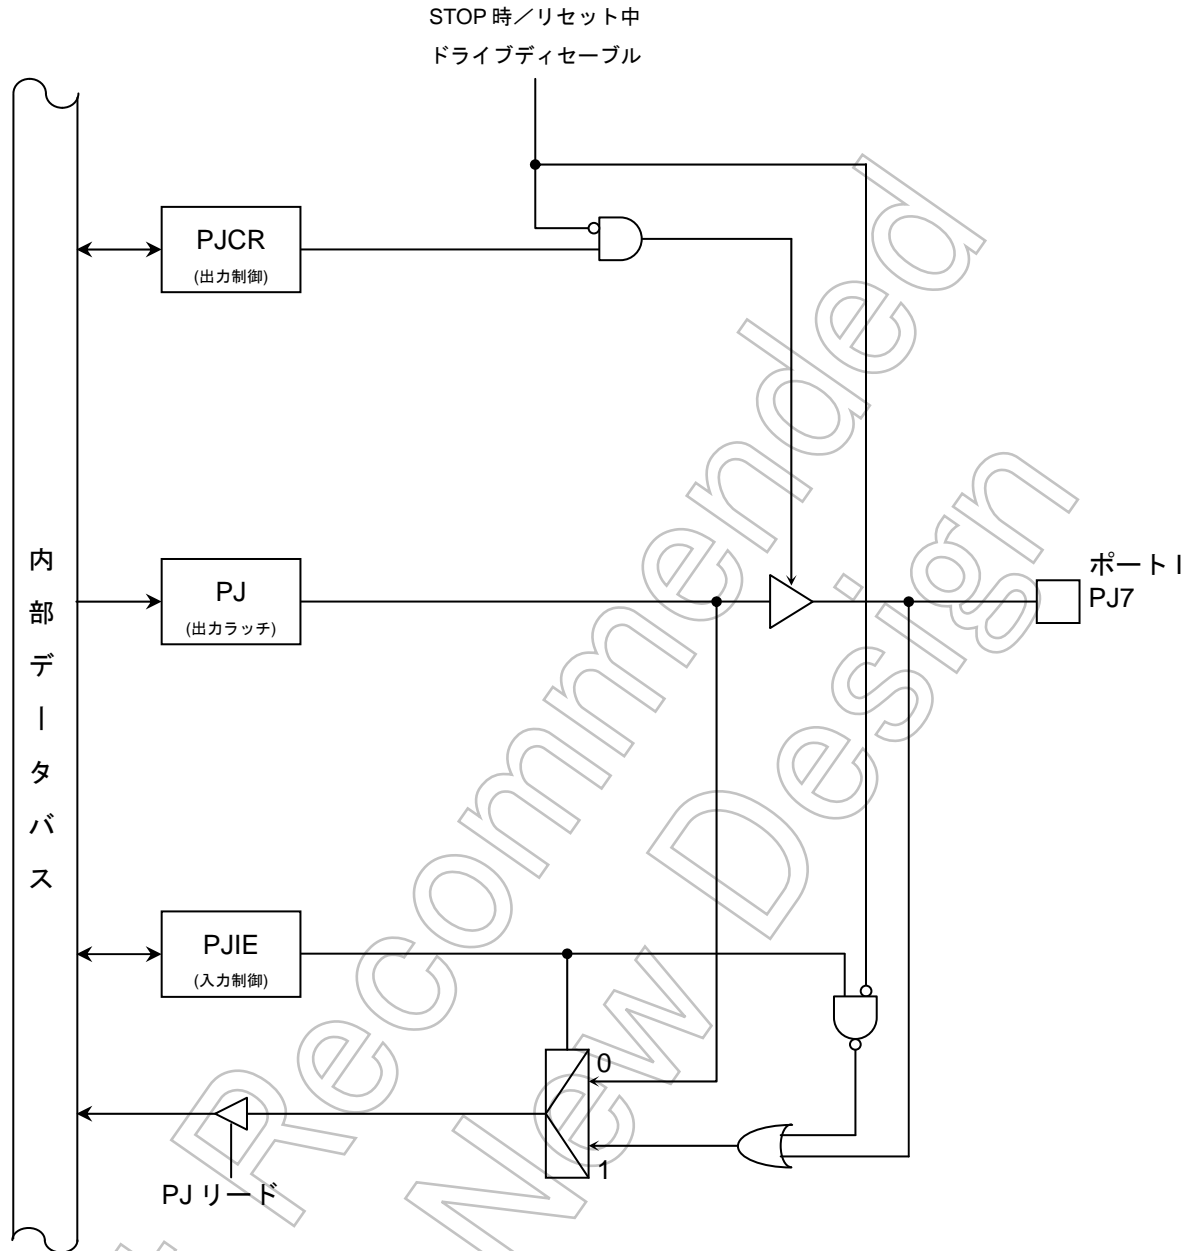 STOP 時／リセット中
ドライブディセーブル
PJCR
(出力制御)
内部データバス
PJ
(出力ラッチ)
ポート I
PJ7
PJIE
(入力制御)
0
1
PJ リード
Recommended
New Design